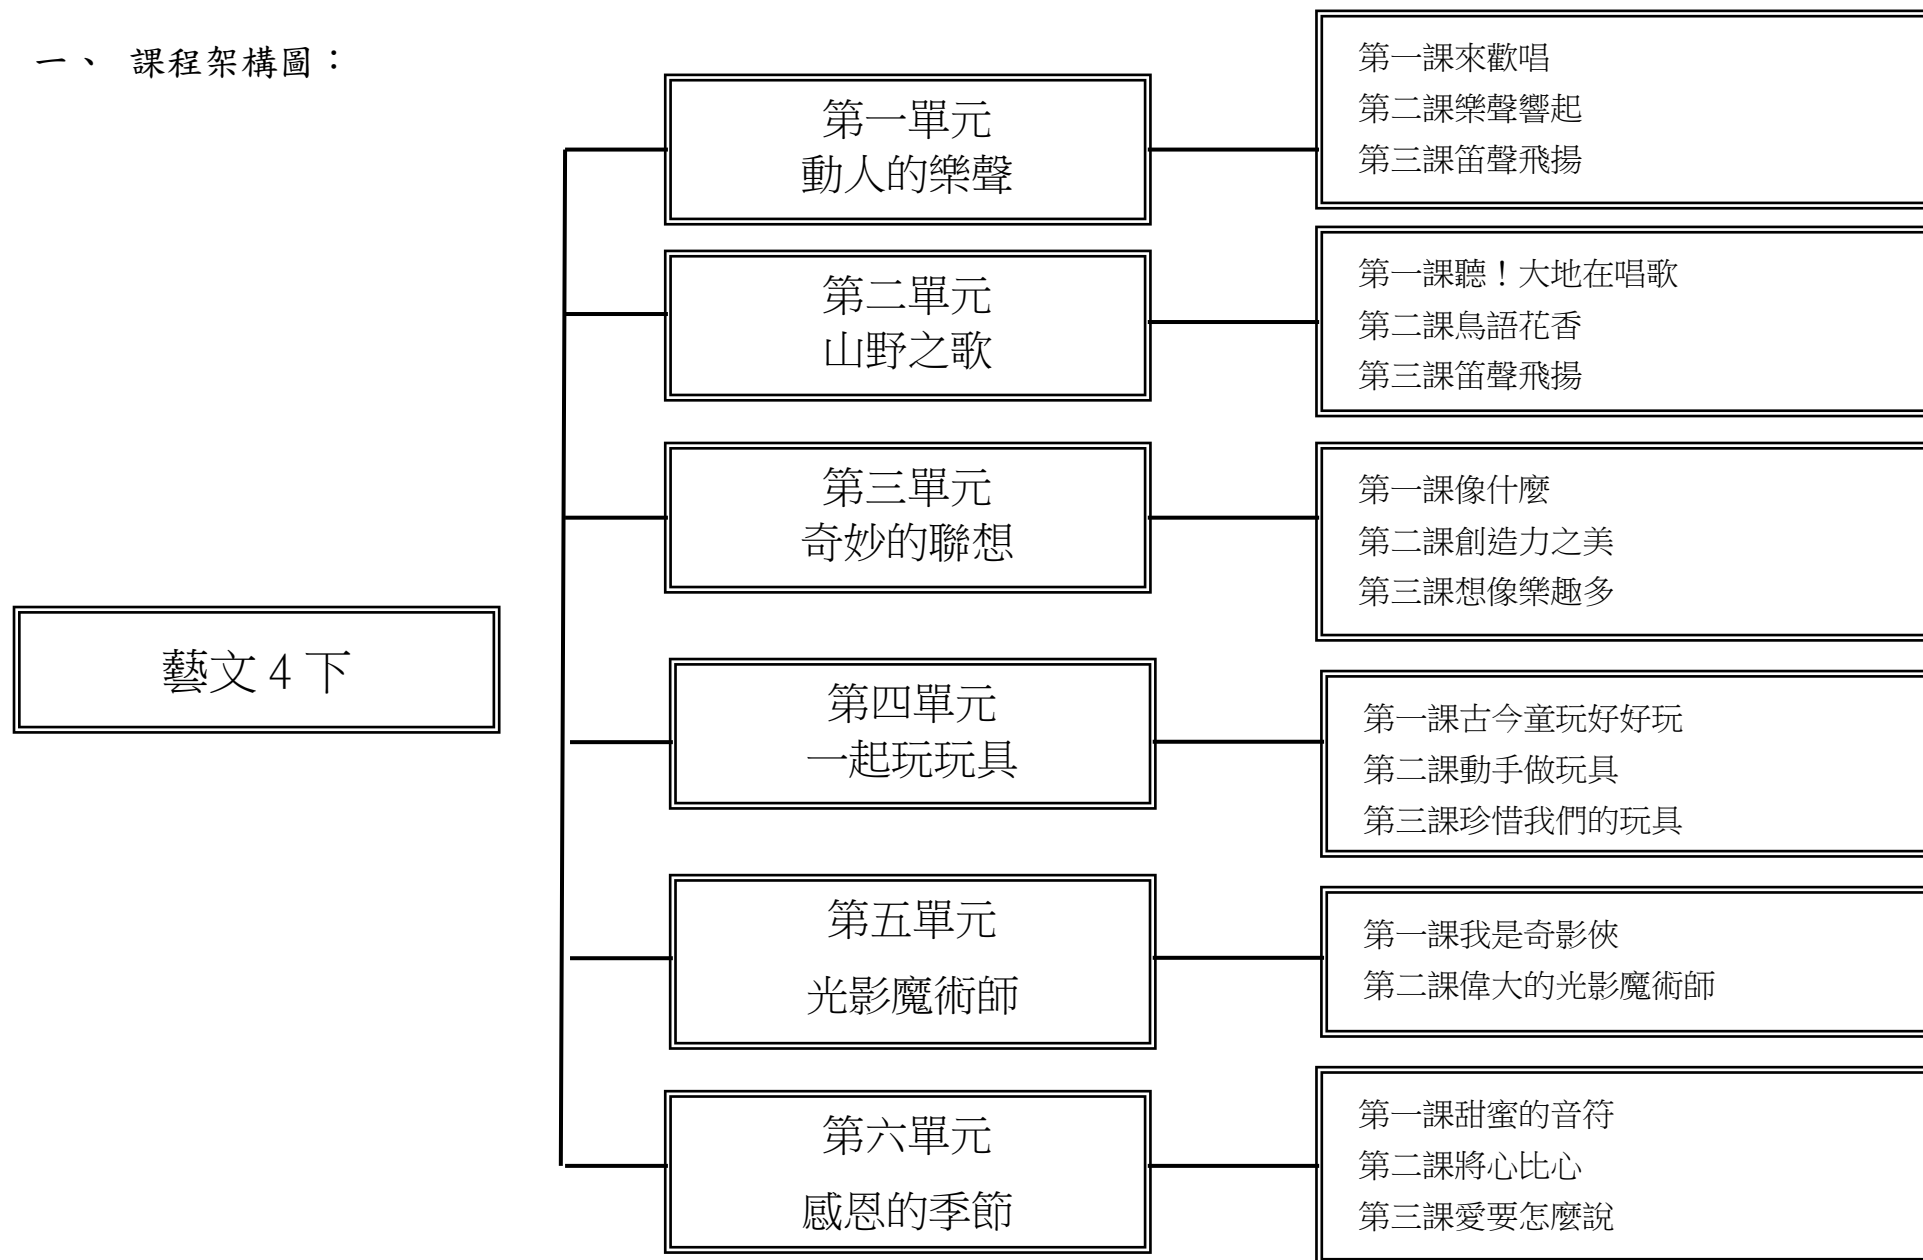 一、 課程架構圖：
藝文4下
第一單元
動人的樂聲
第一課來歡唱
第二課樂聲響起
第三課笛聲飛揚
第二單元
山野之歌
第一課聽！大地在唱歌
第二課鳥語花香
第三課笛聲飛揚
第三單元
奇妙的聯想
第一課像什麼
第二課創造力之美
第三課想像樂趣多
第四單元
一起玩玩具
第一課古今童玩好好玩
第二課動手做玩具
第三課珍惜我們的玩具
第五單元
光影魔術師
第一課我是奇影俠
第二課偉大的光影魔術師
第六單元
感恩的季節
第一課甜蜜的音符
第二課將心比心
第三課愛要怎麼說